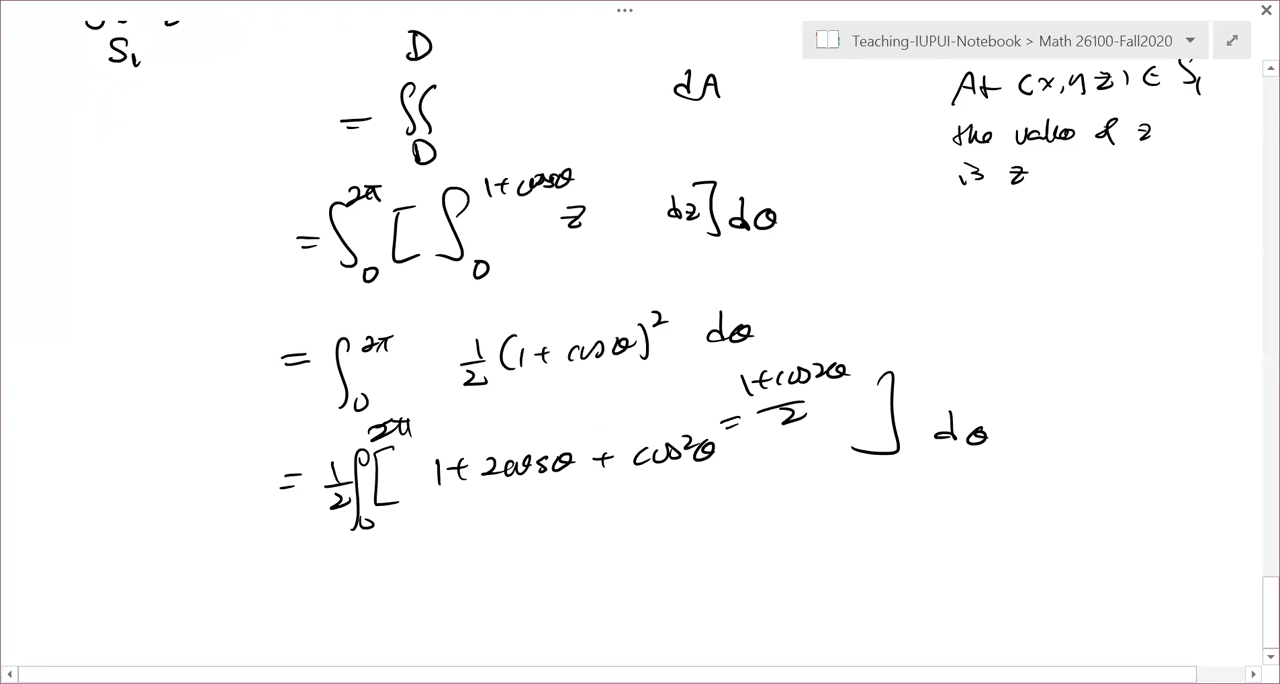 Teaching-IUPUI-Notebook > Math 26100-Fall2020
S₁ D
= ∬_D dA
At (x, y, z) ∈ S₁
the value of z
is z
= ∫₀^{2π} [ ∫₀^{1+cosθ} z dz ] dθ
= ∫₀^{2π} 1/2 (1 + cosθ)² dθ
= 1/2 ∫₀^{2π} [ 1 + 2cosθ + cos²θ = (1+cos2θ)/2 ] dθ